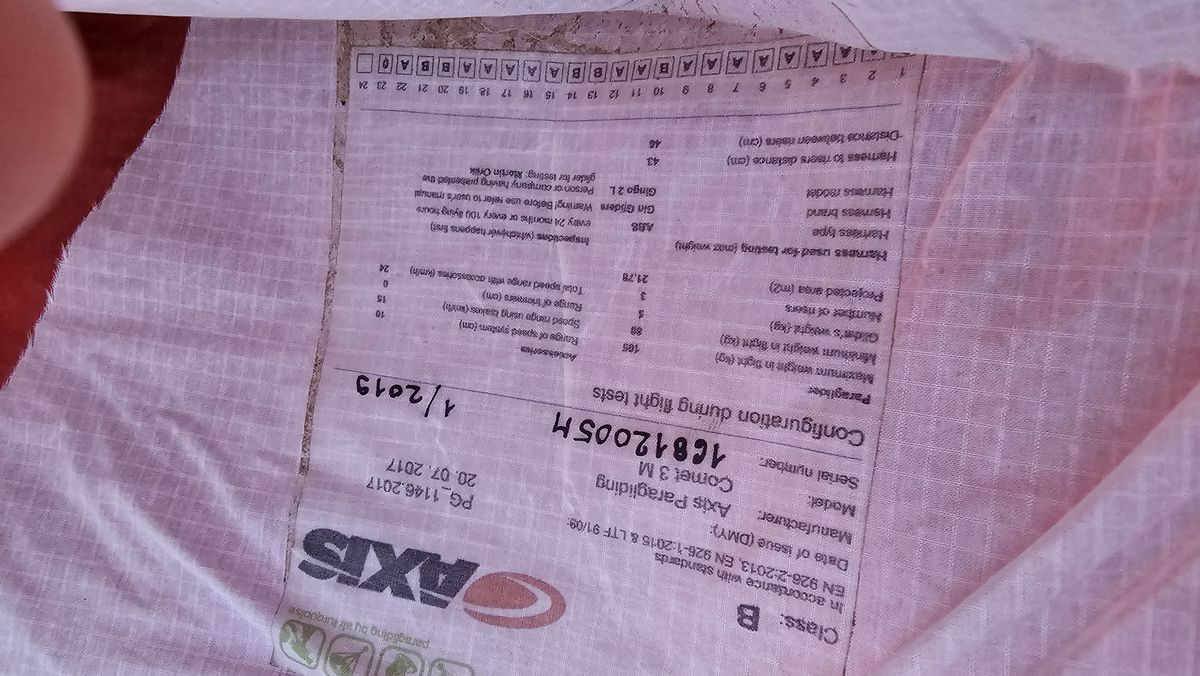 paragliding by air turquoise
AXIS
Class: B
In accordance with standards
EN 926-2:2013, EN 926-1:2015 & LTF 91/09:
PG_1146.2017
Date of issue (DMY): 20. 07. 2017
Manufacturer: Axis Paragliding
Model: Comet 3 M
Serial number: 1/2019
Configuration during flight tests
Paraglider
Maximum weight in flight (kg) 105
Minimum weight in flight (kg) 80
Glider's weight (kg) 5
Number of risers 3
Projected area (m2) 21.78
Accessories
Range of speed system (cm) 10
Speed range using brakes (km/h) 15
Range of trimmers (cm) 0
Total speed range with accessories (km/h) 24
Harness used for testing (max weight)
Harness type ABS
Harness brand Gin Gliders
Harness model Gingo 2 L
Harness to risers distance (cm) 43
Distance between risers (cm) 46
Inspections (whichever happens first)
every 24 months or every 100 flying hours
Warning! Before use refer to user's manual
Person or company having presented the
glider for testing:
1 2 3 4 5 6 7 8 9 10 11 12 13 14 15 16 17 18 19 20 21 22 23 24
A A A A A A A B A A B B A A A A A B B A 0